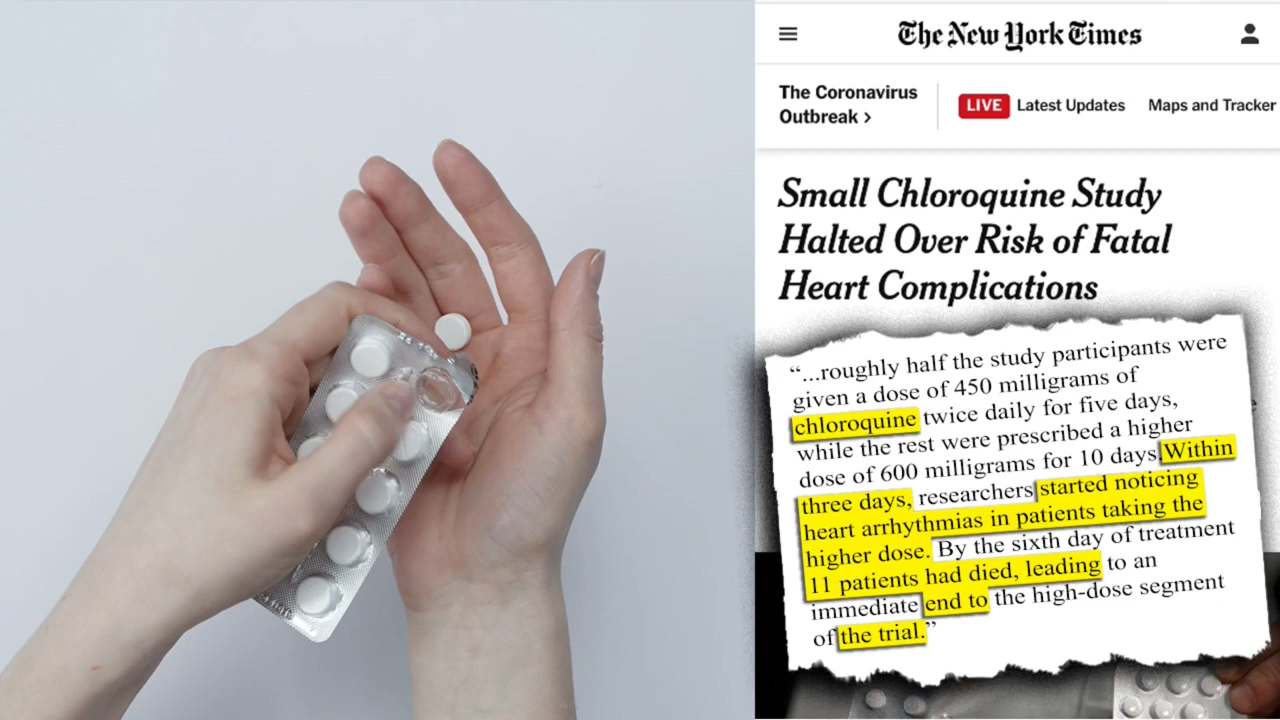 The New York Times
The Coronavirus
Outbreak >
LIVE Latest Updates Maps and Tracker
Small Chloroquine Study
Halted Over Risk of Fatal
Heart Complications
“...roughly half the study participants were
given a dose of 450 milligrams of
chloroquine twice daily for five days,
while the rest were prescribed a higher
dose of 600 milligrams for 10 days. Within
three days, researchers started noticing
heart arrhythmias in patients taking the
higher dose. By the sixth day of treatment
11 patients had died, leading to an
immediate end to the high-dose segment
of the trial.”